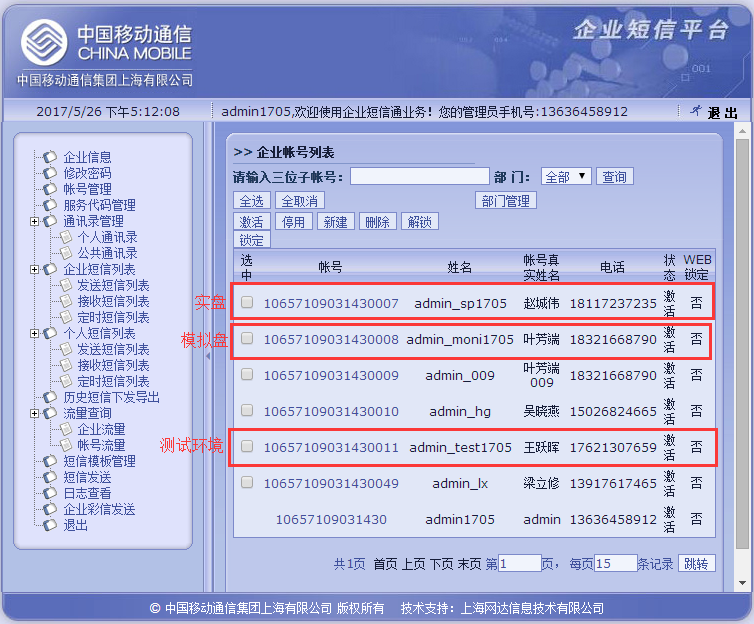 中国移动通信
CHINA MOBILE
中国移动通信集团上海有限公司
企业短信平台
001
2017/5/26 下午5:12:08
admin1705,欢迎使用企业短信通业务！您的管理员手机号:13636458912
退 出
企业信息
修改密码
帐号管理
服务代码管理
通讯录管理
个人通讯录
公共通讯录
企业短信列表
发送短信列表
接收短信列表
定时短信列表
个人短信列表
发送短信列表
接收短信列表
定时短信列表
历史短信下发导出
流量查询
企业流量
帐号流量
短信模板管理
短信发送
日志查看
企业彩信发送
退出
>> 企业帐号列表
请输入三位子帐号： 部 门： 全部 查询
全选 全取消 部门管理
激活 停用 新建 删除 解锁
锁定
选中 帐号 姓名 帐号真实姓名 电话 状态 WEB锁定
实盘 10657109031430007 admin_sp1705 赵城伟 18117237235 激活 否
模拟盘 10657109031430008 admin_moni1705 叶芳端 18321668790 激活 否
10657109031430009 admin_009 叶芳端009 18321668790 激活 否
10657109031430010 admin_hg 吴晓燕 15026824665 激活 否
测试环境 10657109031430011 admin_test1705 王跃晖 17621307659 激活 否
10657109031430049 admin_lx 梁立修 13917617465 激活 否
10657109031430 admin1705 admin 13636458912 激活 否
共1页 首页 上页 下页 末页 第1页， 每页15条记录 跳转
© 中国移动通信集团上海有限公司 版权所有 技术支持：上海网达信息技术有限公司